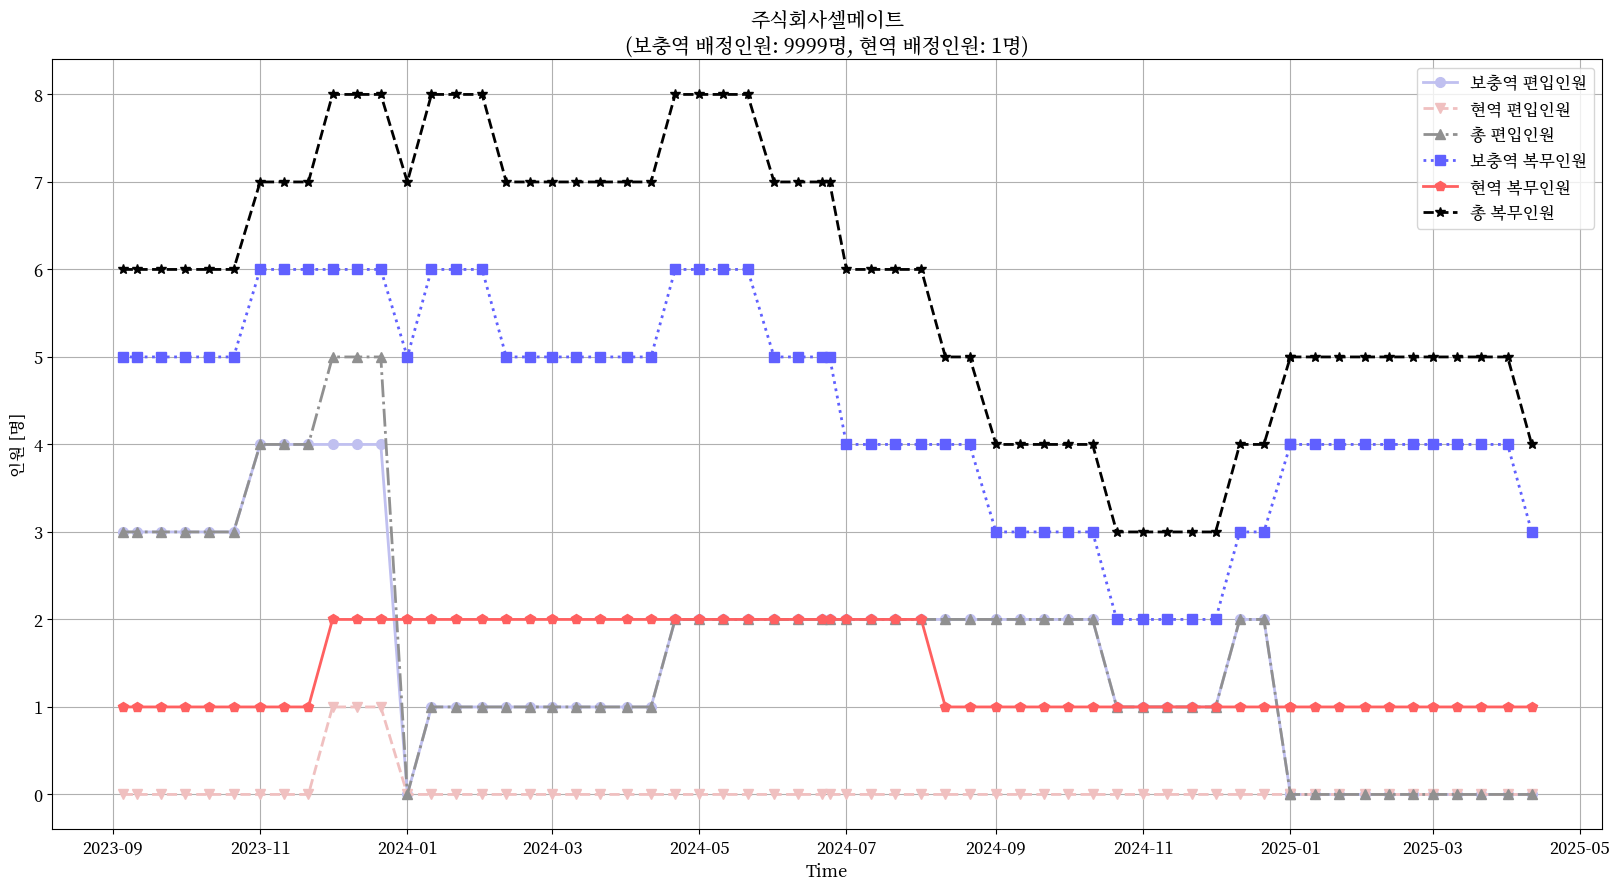 주식회사셀메이트
(보충역 배정인원: 9999명, 현역 배정인원: 1명)
보충역 편입인원
현역 편입인원
총 편입인원
보충역 복무인원
현역 복무인원
총 복무인원
인원 [명]
8
7
6
5
4
3
2
1
0
2023-09
2023-11
2024-01
2024-03
2024-05
2024-07
2024-09
2024-11
2025-01
2025-03
2025-05
Time